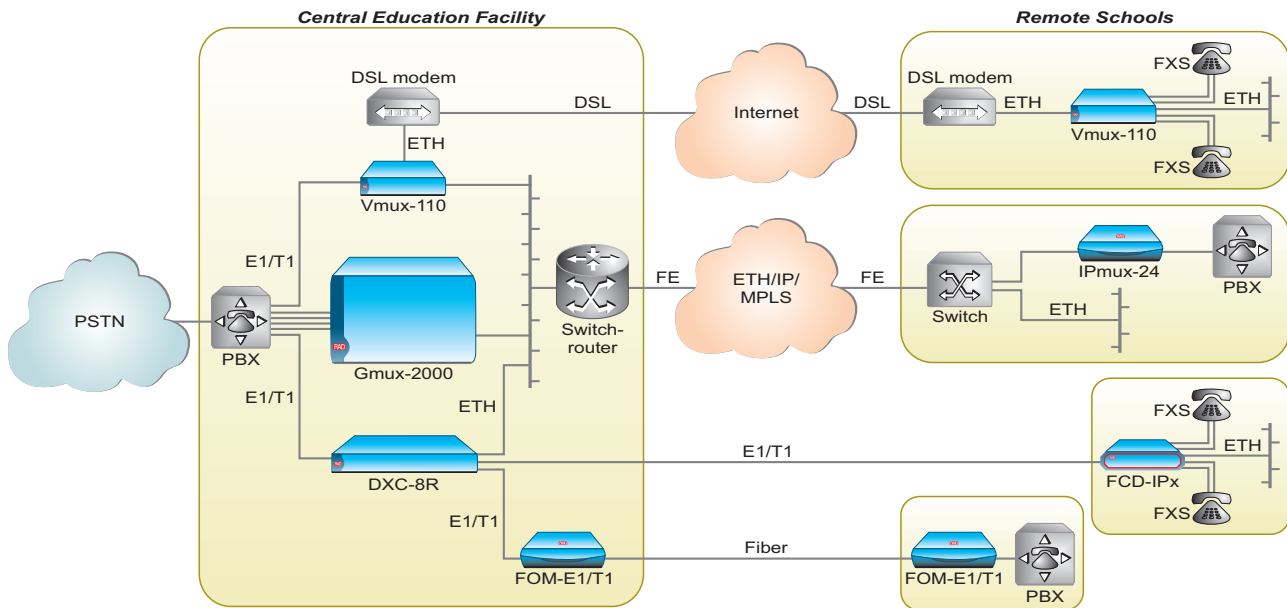 Central Education Facility
Remote Schools
DSL modem
DSL
Internet
DSL
DSL modem
ETH
FXS
ETH
Vmux-110
FXS
ETH
Vmux-110
E1/T1
PSTN
PBX
RAD
Gmux-2000
Switch-
router
FE
ETH/IP/
MPLS
FE
Switch
RAD
IPmux-24
PBX
ETH
E1/T1
ETH
DXC-8R
E1/T1
FXS
ETH
FCD-IPx
FXS
E1/T1
FOM-E1/T1
Fiber
FOM-E1/T1
PBX